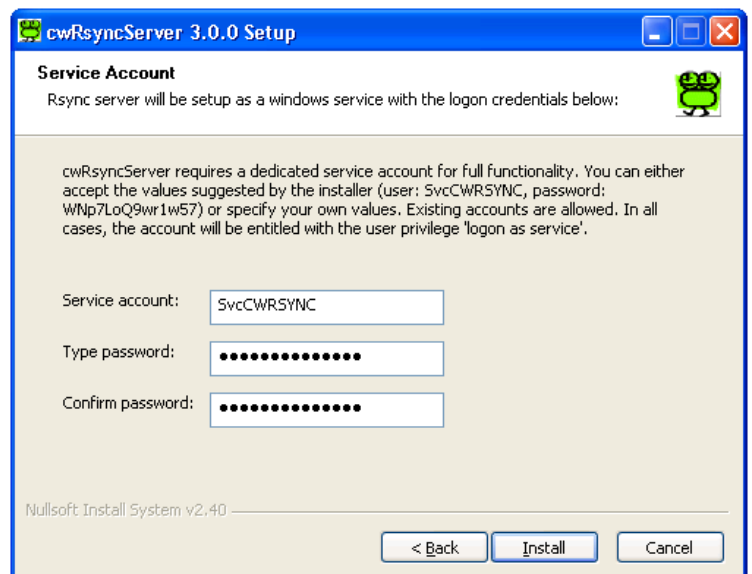 cwRsyncServer 3.0.0 Setup
Service Account
Rsync server will be setup as a windows service with the logon credentials below:
cwRsyncServer requires a dedicated service account for full functionality. You can either
accept the values suggested by the installer (user: SvcCWRSYNC, password:
WNp7LoQ9wr1w57) or specify your own values. Existing accounts are allowed. In all
cases, the account will be entitled with the user privilege 'logon as service'.
Service account: SvcCWRSYNC
Type password: ●●●●●●●●●●●●●●
Confirm password: ●●●●●●●●●●●●●●
Nullsoft Install System v2.40
< Back Install Cancel